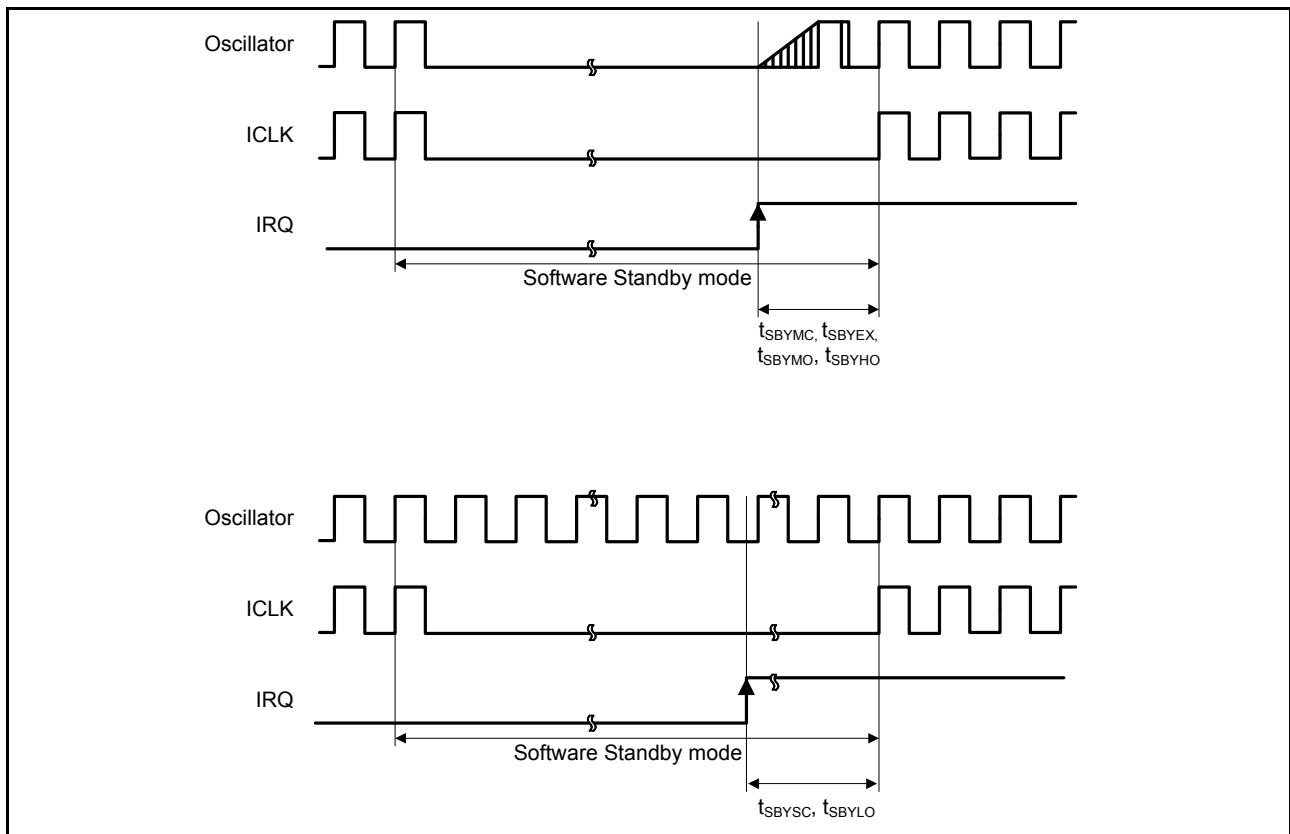 Oscillator
ICLK
IRQ
Software Standby mode
tSBYMC, tSBYEX,
tSBYMO, tSBYHO
Oscillator
ICLK
IRQ
Software Standby mode
tSBYSC, tSBYLO